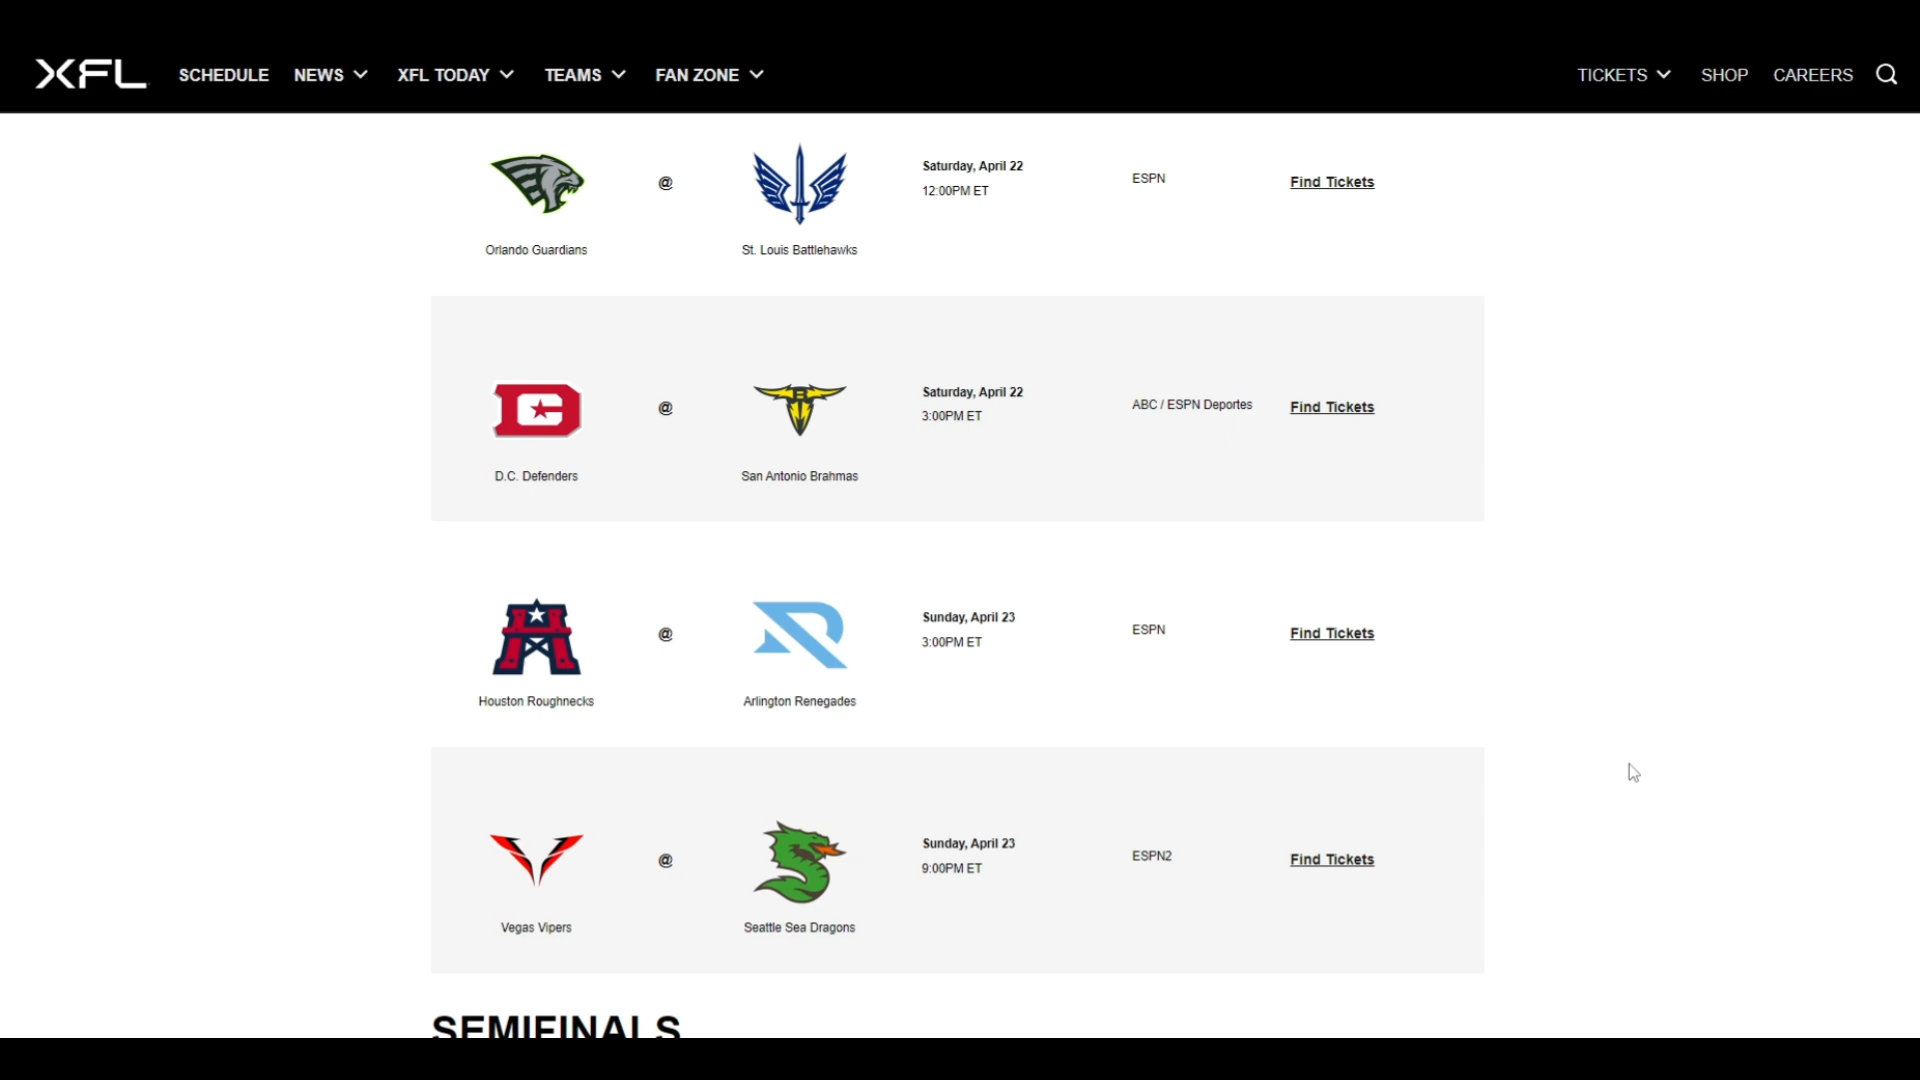 XFL SCHEDULE NEWS XFL TODAY TEAMS FAN ZONE TICKETS SHOP CAREERS
@ Saturday, April 22 12:00PM ET ESPN Find Tickets
Orlando Guardians St. Louis Battlehawks
@ Saturday, April 22 3:00PM ET ABC / ESPN Deportes Find Tickets
D.C. Defenders San Antonio Brahmas
@ Sunday, April 23 3:00PM ET ESPN Find Tickets
Houston Roughnecks Arlington Renegades
@ Sunday, April 23 9:00PM ET ESPN2 Find Tickets
Vegas Vipers Seattle Sea Dragons
SEMIFINALS